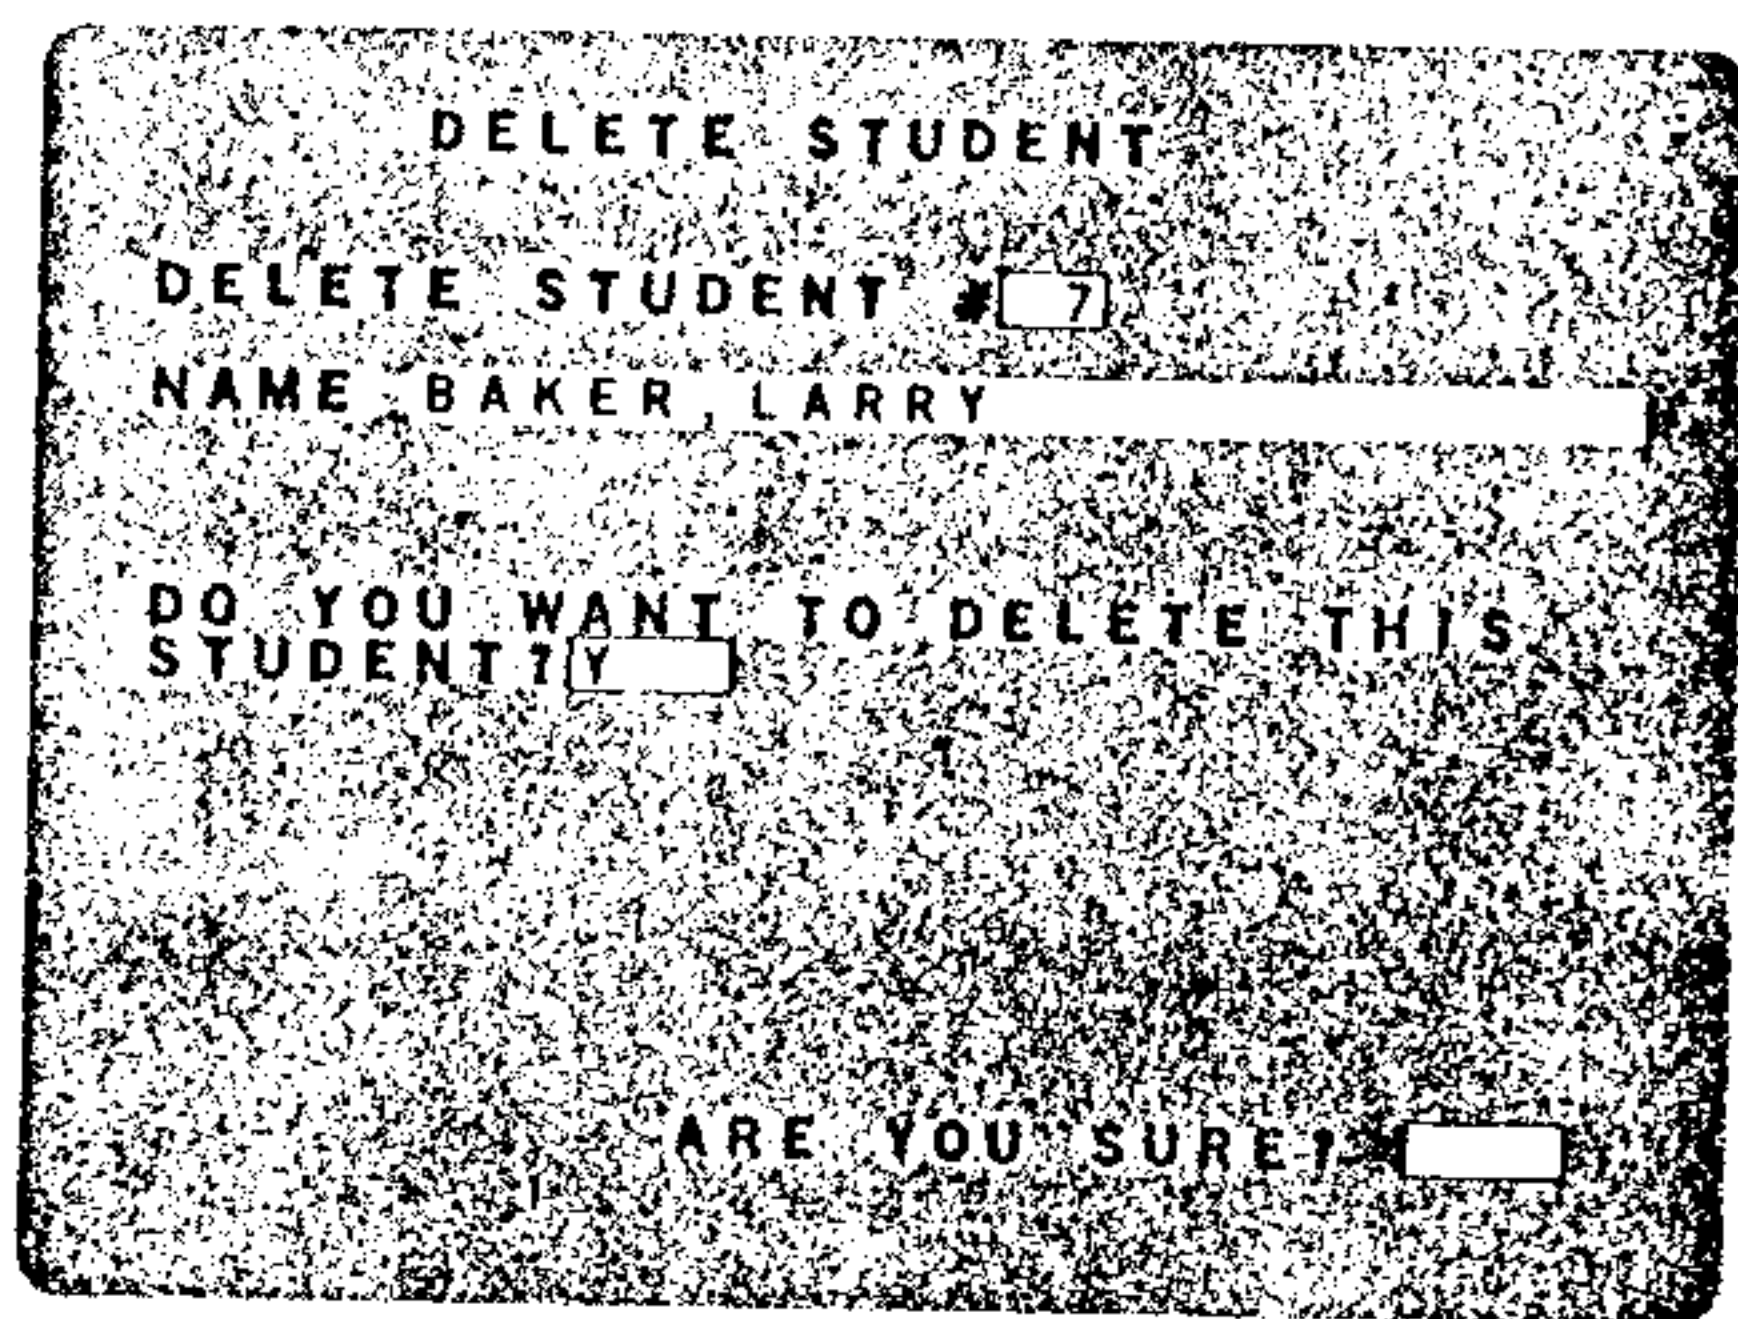 DELETE STUDENT
DELETE STUDENT # 7
NAME BAKER, LARRY
DO YOU WANT TO DELETE THIS
STUDENT? Y
ARE YOU SURE?